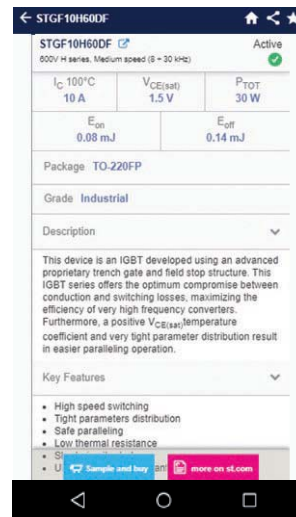 STGF10H60DF
STGF10H60DF Active
600V H series, Medium speed (8 ÷ 30 kHz)
IC 100°C VCE(sat) PTOT
10 A 1.5 V 30 W
Eon Eoff
0.08 mJ 0.14 mJ
Package TO-220FP
Grade Industrial
Description
This device is an IGBT developed using an advanced
proprietary trench gate and field stop structure. This
IGBT series offers the optimum compromise between
conduction and switching losses, maximizing the
efficiency of very high frequency converters.
Furthermore, a positive VCE(sat)temperature
coefficient and very tight parameter distribution result
in easier paralleling operation.
Key Features
• High speed switching
• Tight parameters distribution
• Safe paralleling
• Low thermal resistance
Sample and buy more on st.com